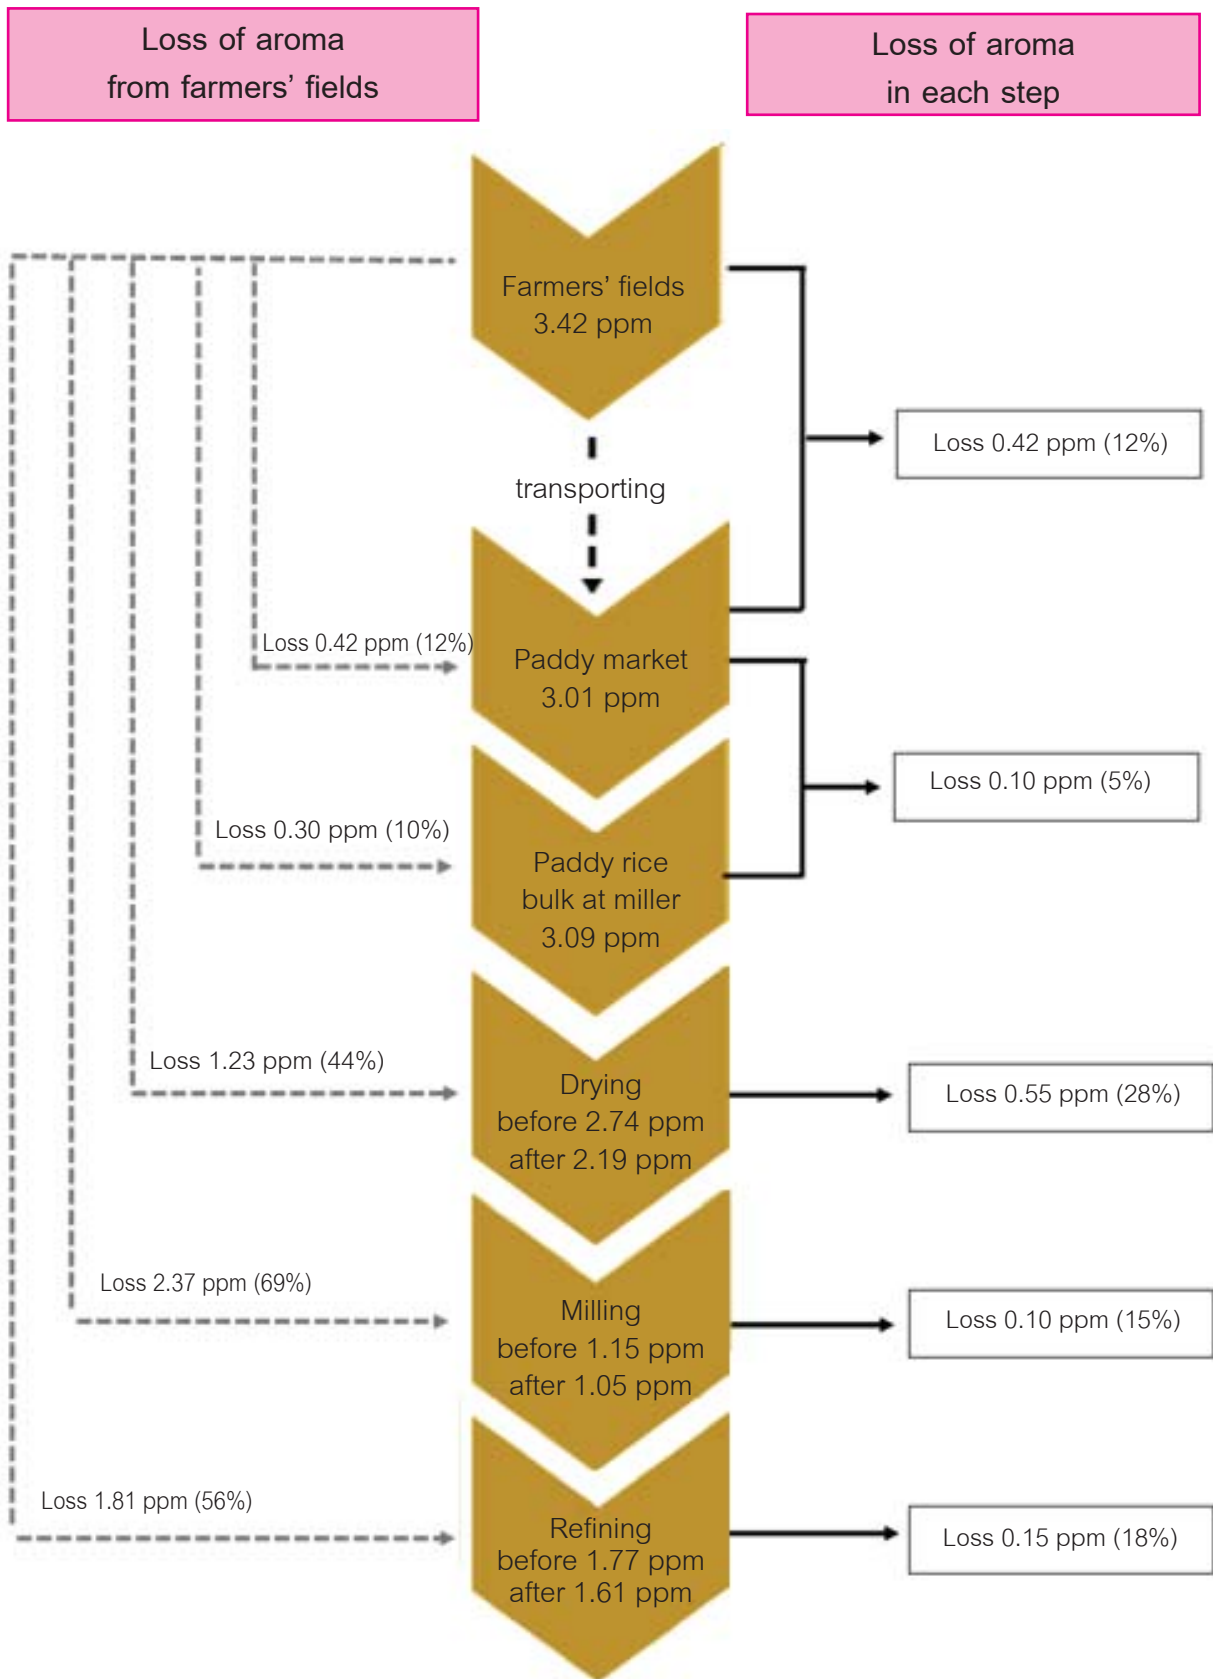 Loss of aroma
from farmers’ fields
Loss of aroma
in each step
Farmers’ fields
3.42 ppm
Loss 0.42 ppm (12%)
transporting
Loss 0.42 ppm (12%)
Paddy market
3.01 ppm
Loss 0.10 ppm (5%)
Loss 0.30 ppm (10%)
Paddy rice
bulk at miller
3.09 ppm
Loss 1.23 ppm (44%)
Drying
before 2.74 ppm
after 2.19 ppm
Loss 0.55 ppm (28%)
Loss 2.37 ppm (69%)
Milling
before 1.15 ppm
after 1.05 ppm
Loss 0.10 ppm (15%)
Loss 1.81 ppm (56%)
Refining
before 1.77 ppm
after 1.61 ppm
Loss 0.15 ppm (18%)